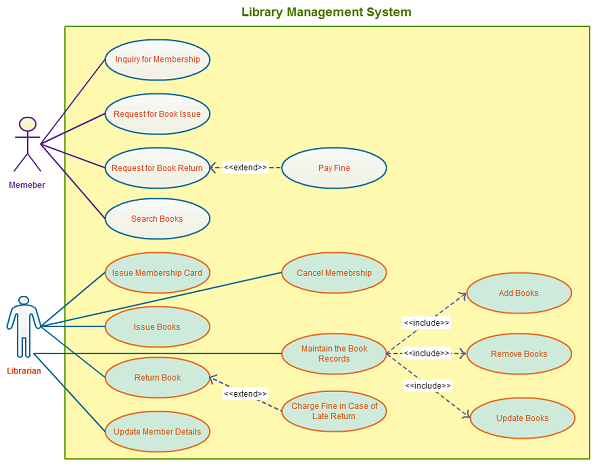 Library Management System
Inquiry for Membership
Request for Book Issue
Request for Book Return
<<extend>>
Pay Fine
Memeber
Search Books
Issue Membership Card
Cancel Memebrship
Add Books
Issue Books
<<include>>
Librarian
Maintain the Book
Records
<<include>>
Remove Books
Return Book
<<include>>
<<extend>>
Charge Fine in Case of
Late Return
Update Books
Update Member Details